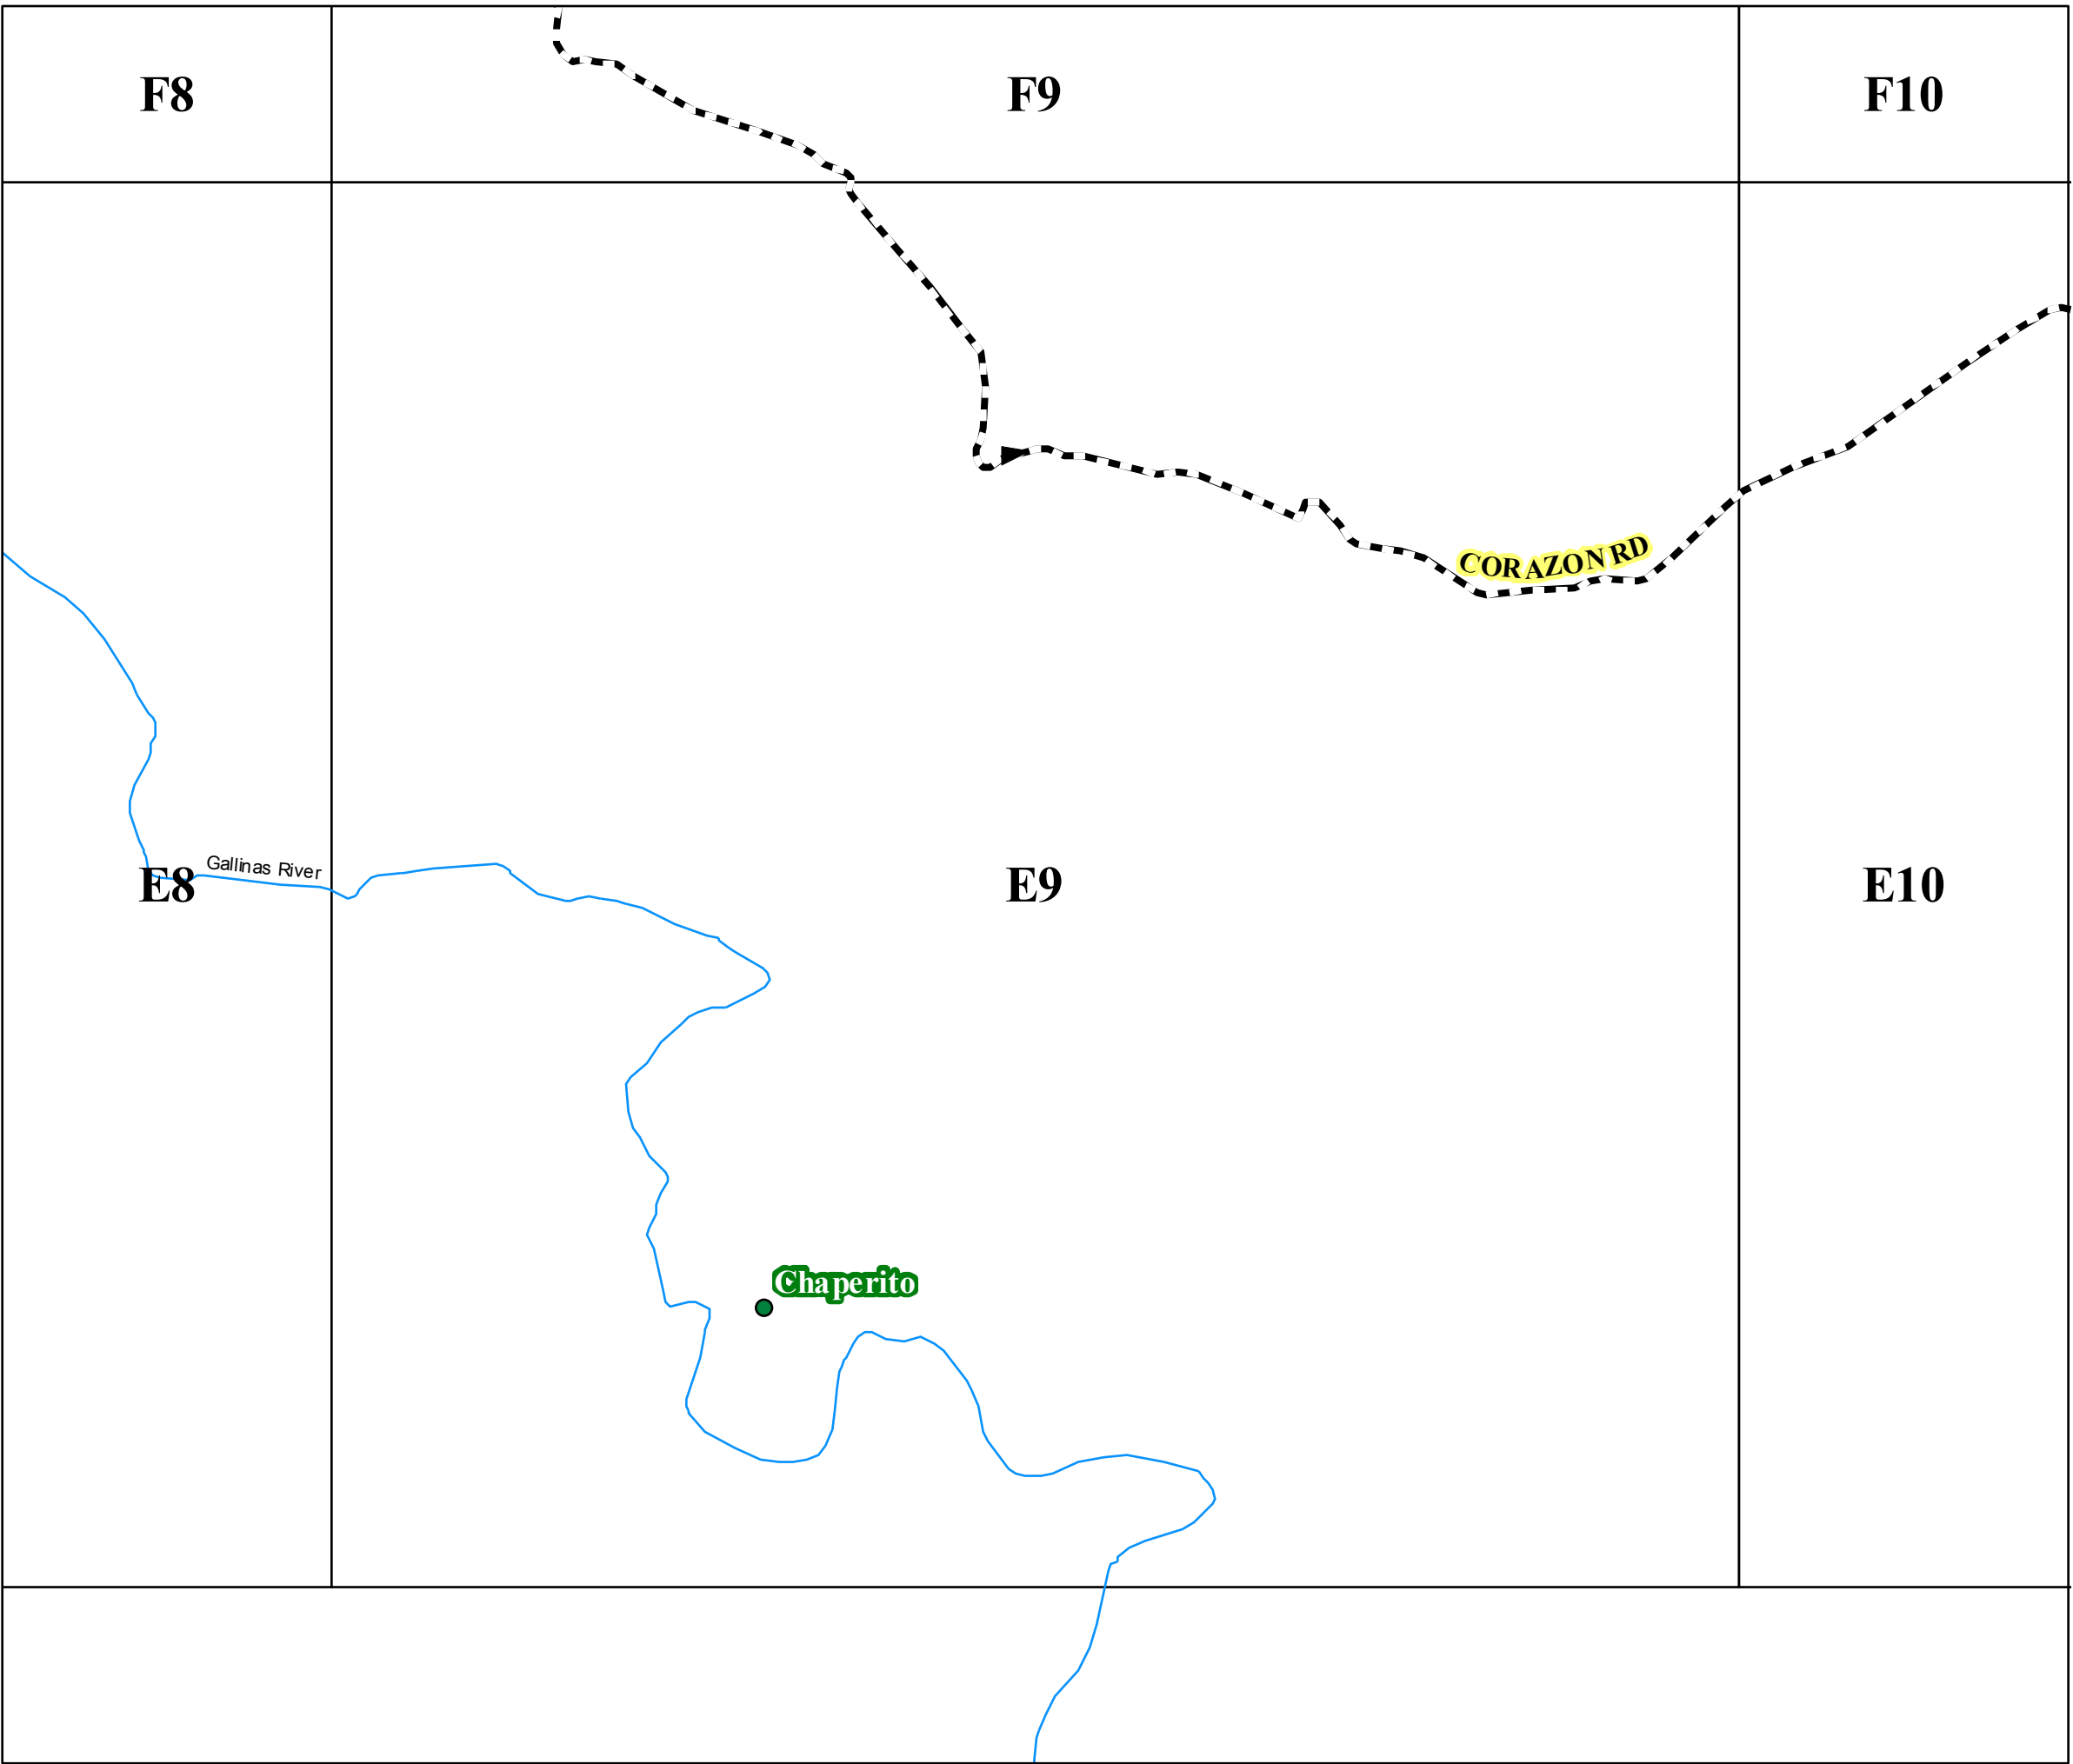 F8
F9
F10
CORAZON RD
Gallinas River
E8
E9
E10
Chaperito